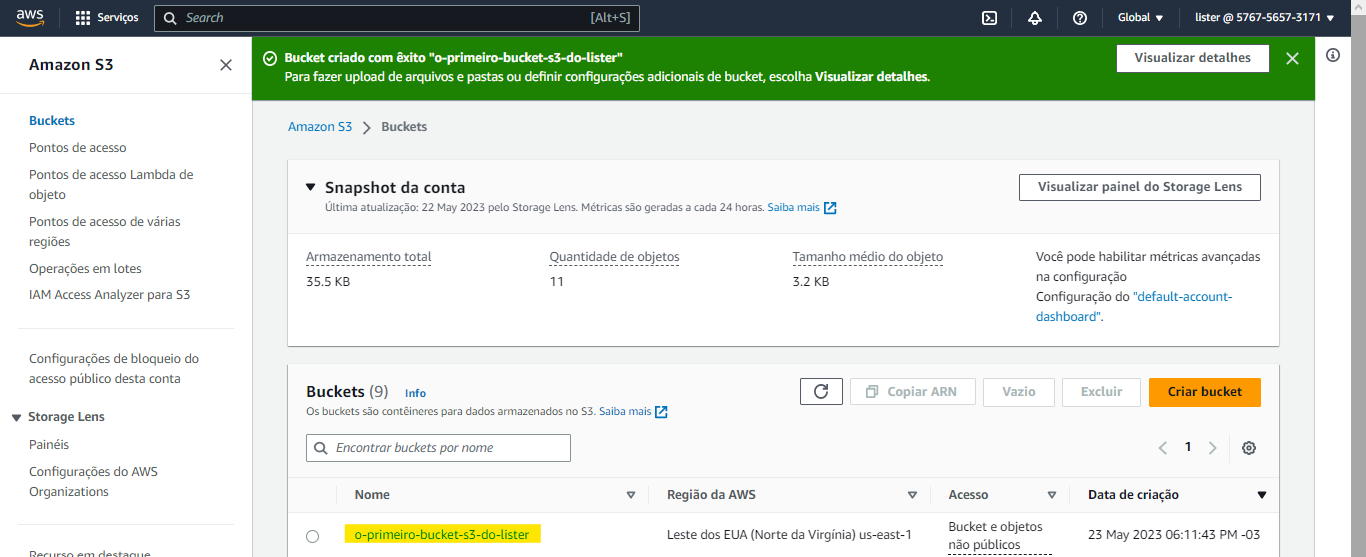 aws Serviços Search [Alt+S] Global ▼ lister @ 5767-5657-3171 ▼
Amazon S3
Buckets
Pontos de acesso
Pontos de acesso Lambda de
objeto
Pontos de acesso de várias
regiões
Operações em lotes
IAM Access Analyzer para S3
Configurações de bloqueio do
acesso público desta conta
Storage Lens
Painéis
Configurações do AWS
Organizations
Recurso em destaque
Bucket criado com êxito "o-primeiro-bucket-s3-do-lister"
Para fazer upload de arquivos e pastas ou definir configurações adicionais de bucket, escolha Visualizar detalhes.
Visualizar detalhes
Amazon S3 > Buckets
Snapshot da conta
Última atualização: 22 May 2023 pelo Storage Lens. Métricas são geradas a cada 24 horas. Saiba mais
Visualizar painel do Storage Lens
Armazenamento total
35.5 KB
Quantidade de objetos
11
Tamanho médio do objeto
3.2 KB
Você pode habilitar métricas avançadas
na configuração
Configuração do "default-account-
dashboard".
Buckets (9) Info
Os buckets são contêineres para dados armazenados no S3. Saiba mais
Copiar ARN
Vazio
Excluir
Criar bucket
Encontrar buckets por nome
1
Nome Região da AWS Acesso Data de criação
o-primeiro-bucket-s3-do-lister
Leste dos EUA (Norte da Virgínia) us-east-1
Bucket e objetos
não públicos
23 May 2023 06:11:43 PM -03